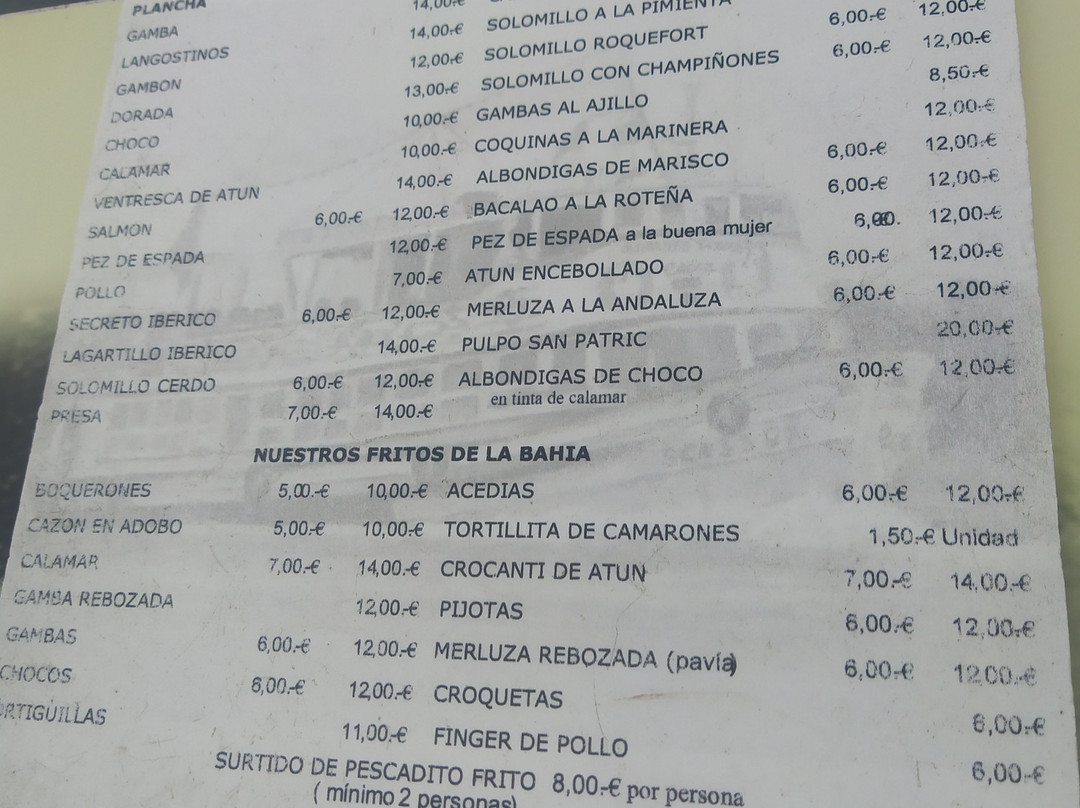 PLANCHA
GAMBA 14,00.-€
LANGOSTINOS 14,00.-€ SOLOMILLO A LA PIMIENTA
GAMBON 12,00.-€ SOLOMILLO ROQUEFORT 6,00.-€ 12,00.-€
DORADA 13,00.-€ SOLOMILLO CON CHAMPIÑONES 6,00.-€ 12,00.-€
CHOCO 10,00.-€ GAMBAS AL AJILLO 8,50.-€
CALAMAR 10,00.-€ COQUINAS A LA MARINERA 12,00.-€
VENTRESCA DE ATUN 14,00.-€ ALBONDIGAS DE MARISCO 6,00.-€ 12,00.-€
SALMON 6,00.-€ 12,00.-€ BACALAO A LA ROTEÑA 6,00.-€ 12,00.-€
PEZ DE ESPADA 12,00.-€ PEZ DE ESPADA a la buena mujer 6,00. 12,00.-€
POLLO 7,00.-€ ATUN ENCEBOLLADO 6,00.-€ 12,00.-€
SECRETO IBERICO 6,00.-€ 12,00.-€ MERLUZA A LA ANDALUZA 6,00.-€ 12,00.-€
LAGARTILLO IBERICO 14,00.-€ PULPO SAN PATRIC 20,00.-€
SOLOMILLO CERDO 6,00.-€ 12,00.-€ ALBONDIGAS DE CHOCO 6,00.-€ 12,00.-€
PRESA 7,00.-€ 14,00.-€ en tinta de calamar
NUESTROS FRITOS DE LA BAHIA
BOQUERONES 5,00.-€ 10,00.-€ ACEDIAS 6,00.-€ 12,00.-€
CAZON EN ADOBO 5,00.-€ 10,00.-€ TORTILLITA DE CAMARONES 1,50.-€ Unidad
CALAMAR 7,00.-€ 14,00.-€ CROCANTI DE ATUN 7,00.-€ 14,00.-€
GAMBA REBOZADA 12,00.-€ PIJOTAS 6,00.-€ 12,00.-€
GAMBAS 6,00.-€ 12,00.-€ MERLUZA REBOZADA (pavía) 6,00.-€ 12,00.-€
CHOCOS 6,00.-€ 12,00.-€ CROQUETAS 6,00.-€
RTIGUILLAS 11,00.-€ FINGER DE POLLO 6,00.-€
SURTIDO DE PESCADITO FRITO 8,00.-€ por persona
( mínimo 2 personas)